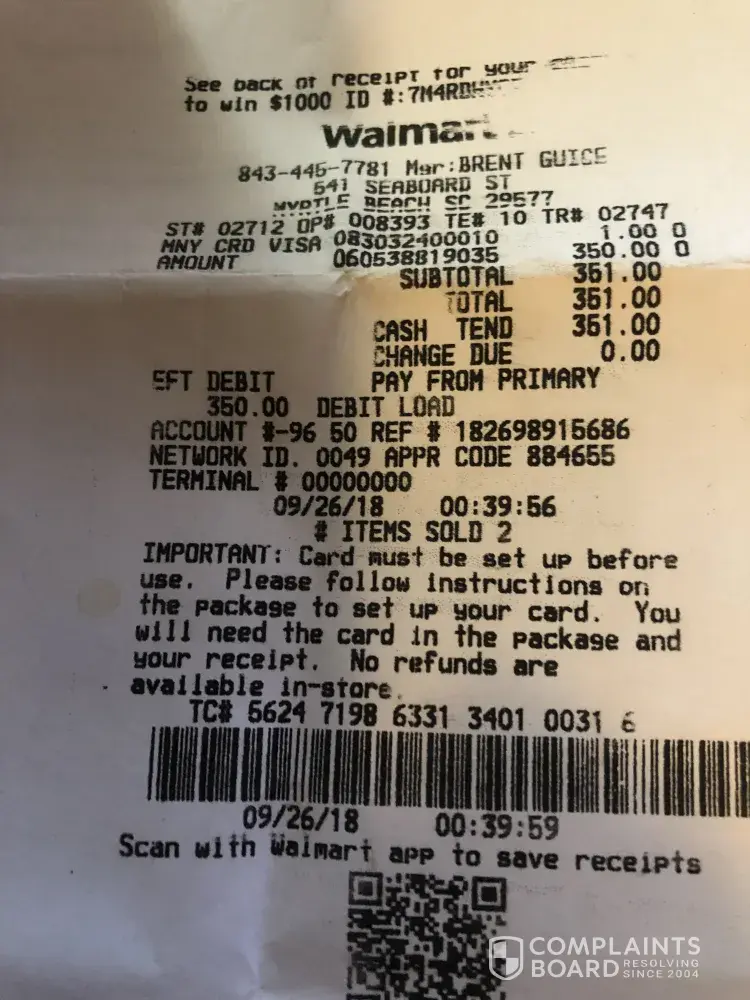 See back of receipt for your
to win $1000 ID #:7M4RDH
Walmart
843-445-7781 Mgr:BRENT GUICE
541 SEABOARD ST
MYRTLE BEACH SC 29577
ST# 02712 OP# 008393 TE# 10 TR# 02747
MNY CRD VISA 083032400010 1.00 O
AMOUNT 060538819035 350.00 O
SUBTOTAL 351.00
TOTAL 351.00
CASH TEND 351.00
CHANGE DUE 0.00
EFT DEBIT PAY FROM PRIMARY
350.00 DEBIT LOAD
ACCOUNT #-96 50 REF # 182698915686
NETWORK ID. 0049 APPR CODE 884655
TERMINAL # 00000000
09/26/18 00:39:56
# ITEMS SOLD 2
IMPORTANT: Card must be set up before
use. Please follow instructions on
the package to set up your card. You
will need the card in the package and
your receipt. No refunds are
available in-store.
TC# 5624 7198 6331 3401 0031 6
09/26/18 00:39:59
Scan with Walmart app to save receipts
COMPLAINTS
BOARD RESOLVING SINCE 2004